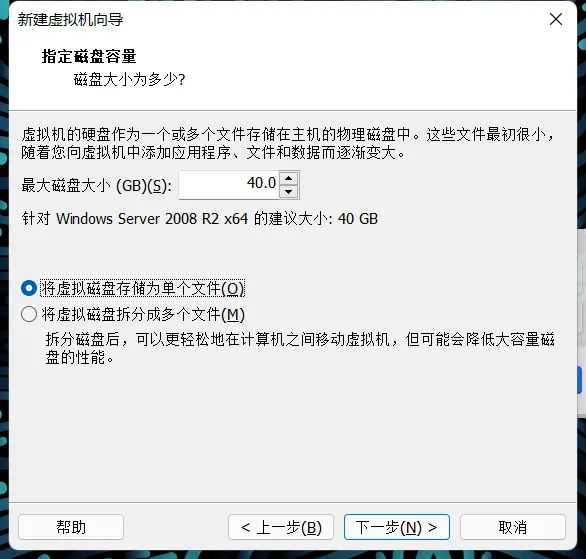 新建虚拟机向导
指定磁盘容量
磁盘大小为多少?
虚拟机的硬盘作为一个或多个文件存储在主机的物理磁盘中。这些文件最初很小，
随着您向虚拟机中添加应用程序、文件和数据而逐渐变大。
最大磁盘大小 (GB)(S): 40.0
针对 Windows Server 2008 R2 x64 的建议大小: 40 GB
将虚拟磁盘存储为单个文件(O)
将虚拟磁盘拆分成多个文件(M)
拆分磁盘后，可以更轻松地在计算机之间移动虚拟机，但可能会降低大容量磁
盘的性能。
帮助 < 上一步(B) 下一步(N) > 取消